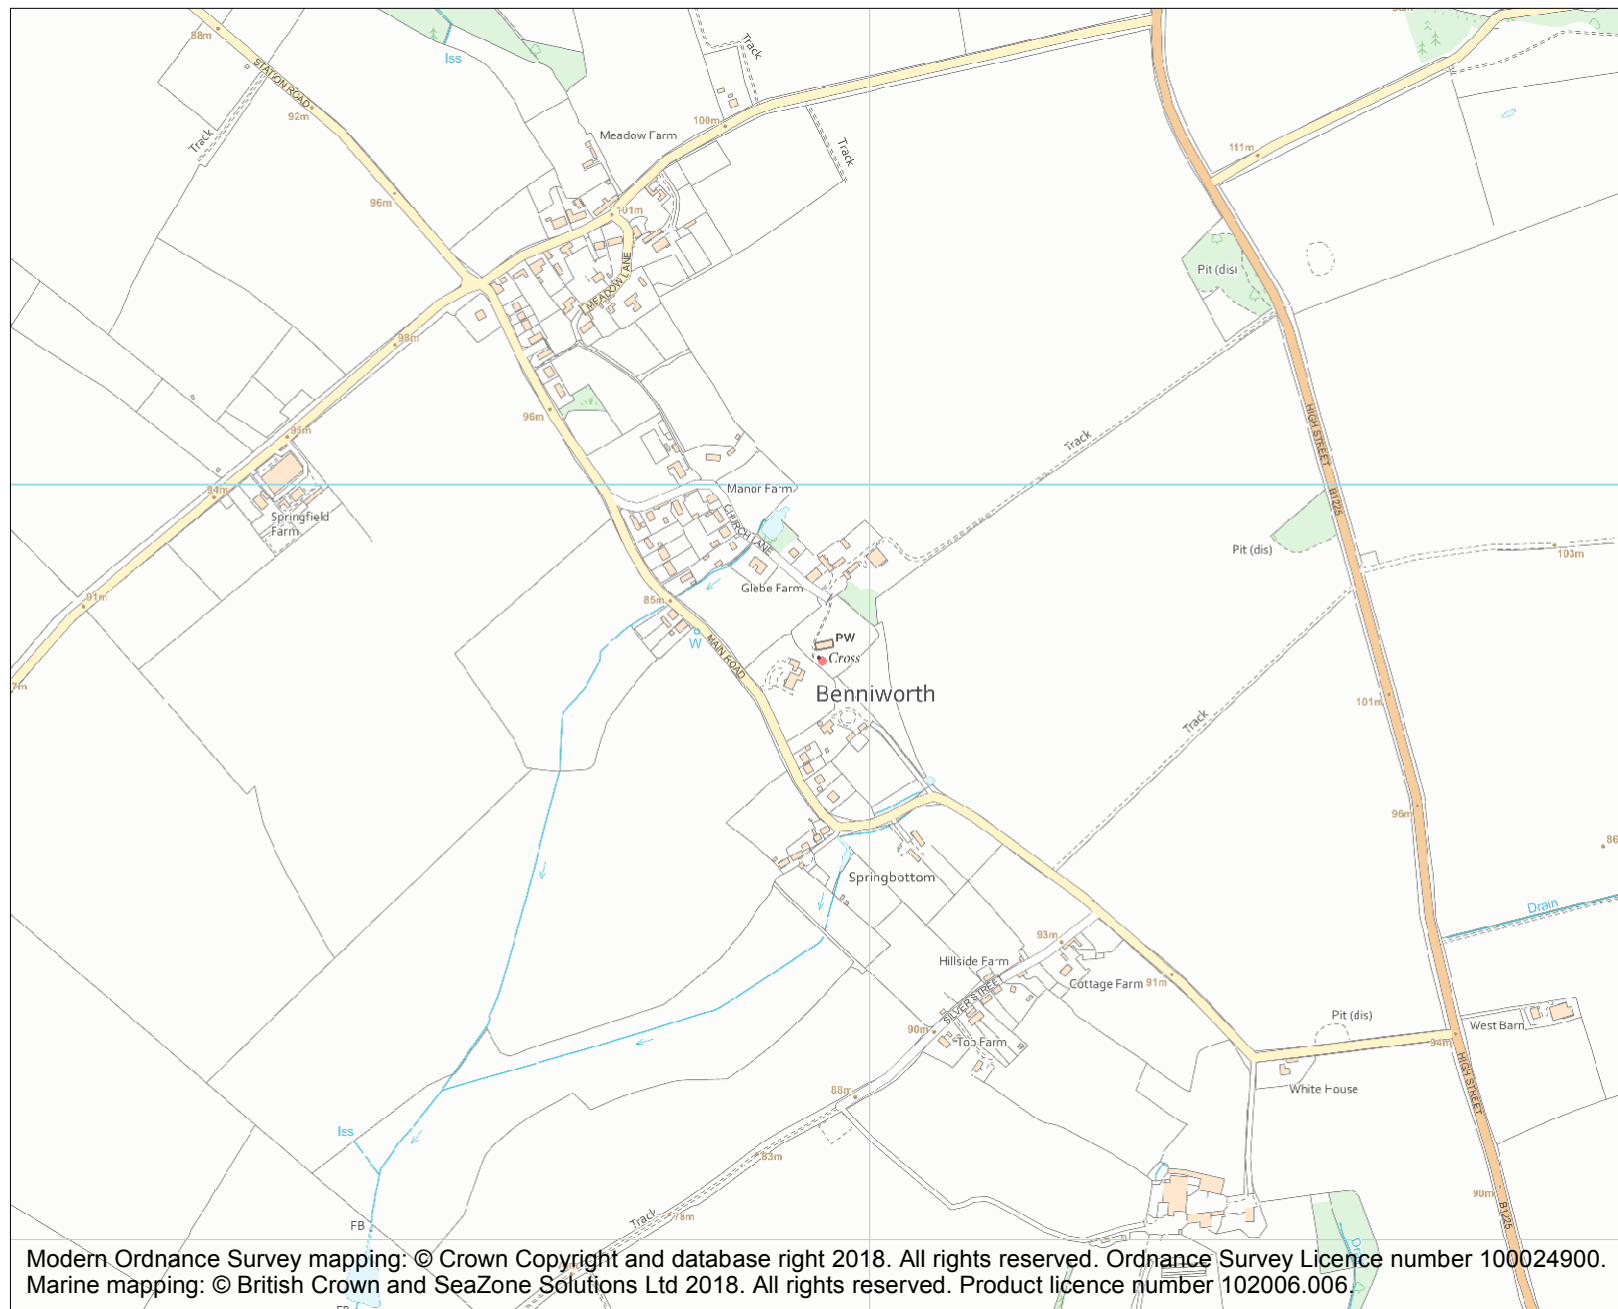 88m
Iss
Track
STATION ROAD
92m
100m
Meadow Farm
Track
Track
111m
96m
101m
MEADOW LANE
Pit (dis)
98m
96m
HIGH STREET
95m
Track
94m
Manor Farm
B1225
Springfield
Farm
CHURCH LANE
Pit (dis)
103m
Glebe Farm
91m
85m
PW
W
MAIN ROAD
Cross
7m
Benniworth
101m
Track
96m
86
Springbottom
Drain
93m
Hillside Farm
Cottage Farm
91m
SILVER STREET
Pit (dis)
West Barn
90m
Top Farm
94m
HIGH STREET
88m
White House
Iss
83m
90m
B1225
78m
Track
FB
Modern Ordnance Survey mapping: © Crown Copyright and database right 2018. All rights reserved. Ordnance Survey Licence number 100024900.
Marine mapping: © British Crown and SeaZone Solutions Ltd 2018. All rights reserved. Product licence number 102006.006.